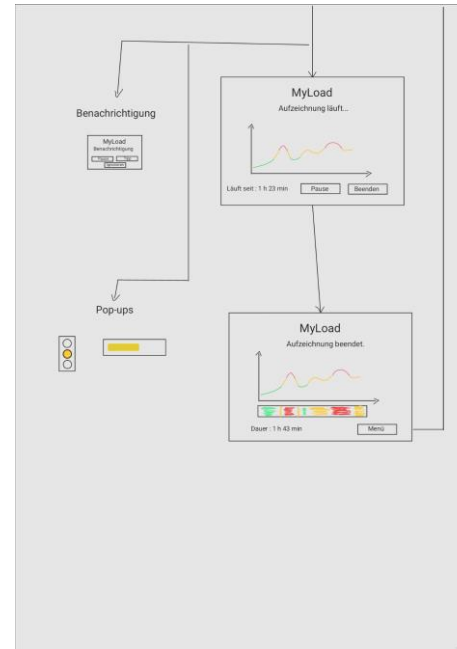 MyLoad
Aufzeichnung läuft...
Läuft seit : 1 h 23 min
Pause
Beenden
Benachrichtigung
MyLoad
Benachrichtigung
Pop-ups
MyLoad
Aufzeichnung beendet.
Dauer : 1 h 43 min
Menü